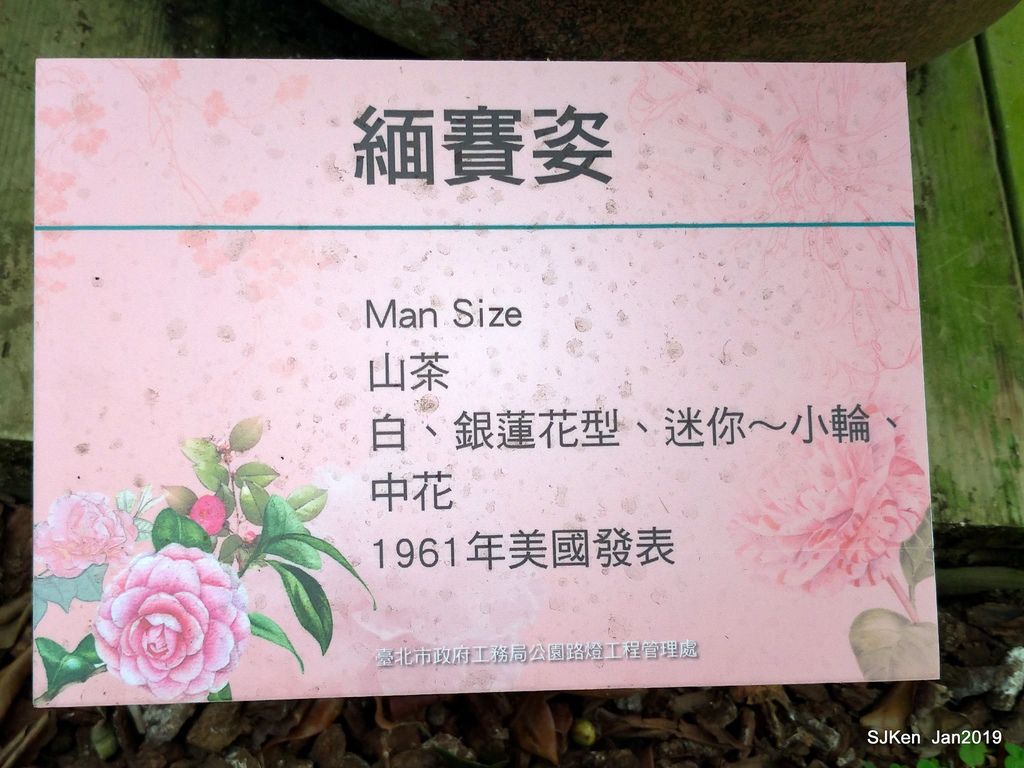 緬賽姿
Man Size
山茶
白、銀蓮花型、迷你～小輪、
中花
1961年美國發表
臺北市政府工務局公園路燈工程管理處
SJKen Jan2019